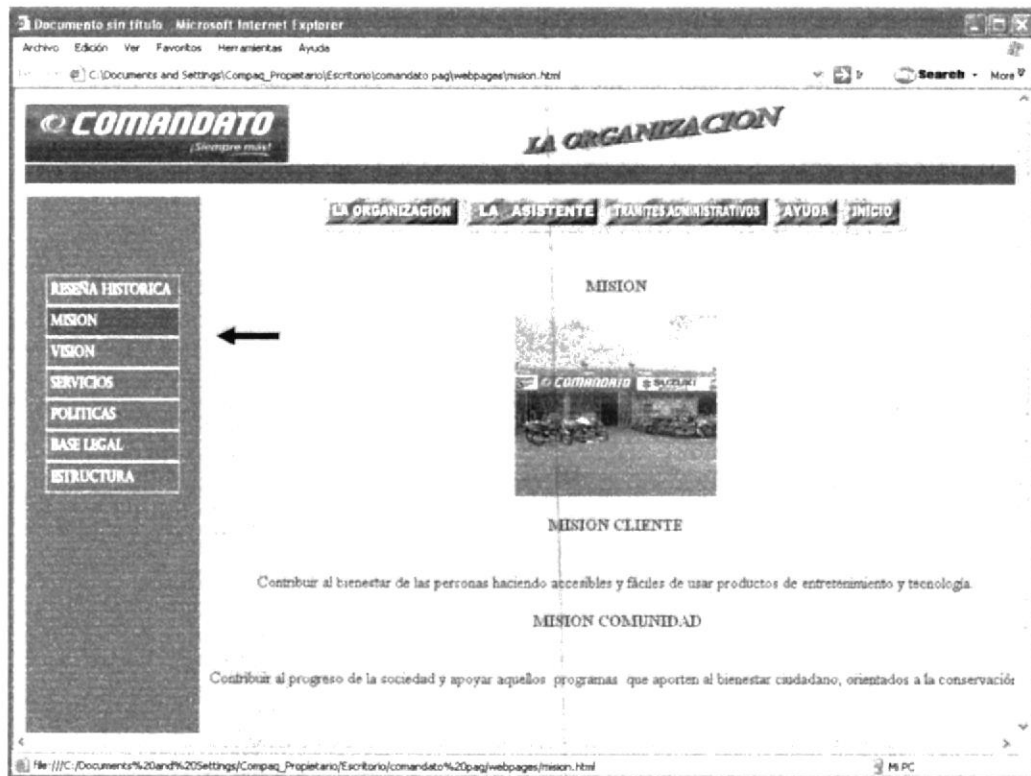 Documento sin título Microsoft Internet Explorer
Archivo Edición Ver Favoritos Herramientas Ayuda
C:\Documents and Settings\Compaq_Propietario\Escritorio\comandato pag\webpages\mision.html Ir Search More
COMANDATO
¡Siempre más!
LA ORGANIZACION
LA ORGANIZACIÓN LA ASISTENTE TRAMITES ADMINISTRATIVOS AYUDA INICIO
RESEÑA HISTORICA
MISION
VISION
SERVICIOS
POLITICAS
BASE LEGAL
ESTRUCTURA
MISION
COMANDATO SUZUKI
MISION CLIENTE
Contribuir al bienestar de las personas haciendo accesibles y fáciles de usar productos de entretenimiento y tecnología.
MISION COMUNIDAD
Contribuir al progreso de la sociedad y apoyar aquellos programas que aporten al bienestar ciudadano, orientados a la conservación
file:///C:/Documents%20and%20Settings/Compaq_Propietario/Escritorio/comandato%20pag/webpages/mision.html Mi PC